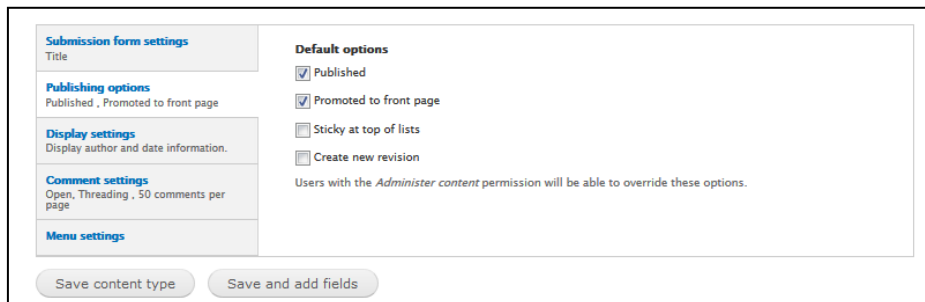 Submission form settings
Title
Publishing options
Published , Promoted to front page
Display settings
Display author and date information.
Comment settings
Open, Threading , 50 comments per
page
Menu settings
Default options
Published
Promoted to front page
Sticky at top of lists
Create new revision
Users with the Administer content permission will be able to override these options.
Save content type
Save and add fields